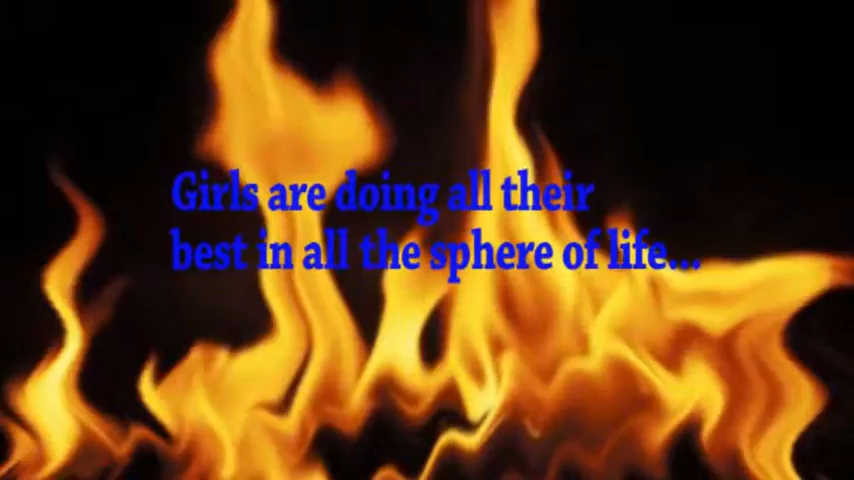 Girls are doing all their
best in all the sphere of life...